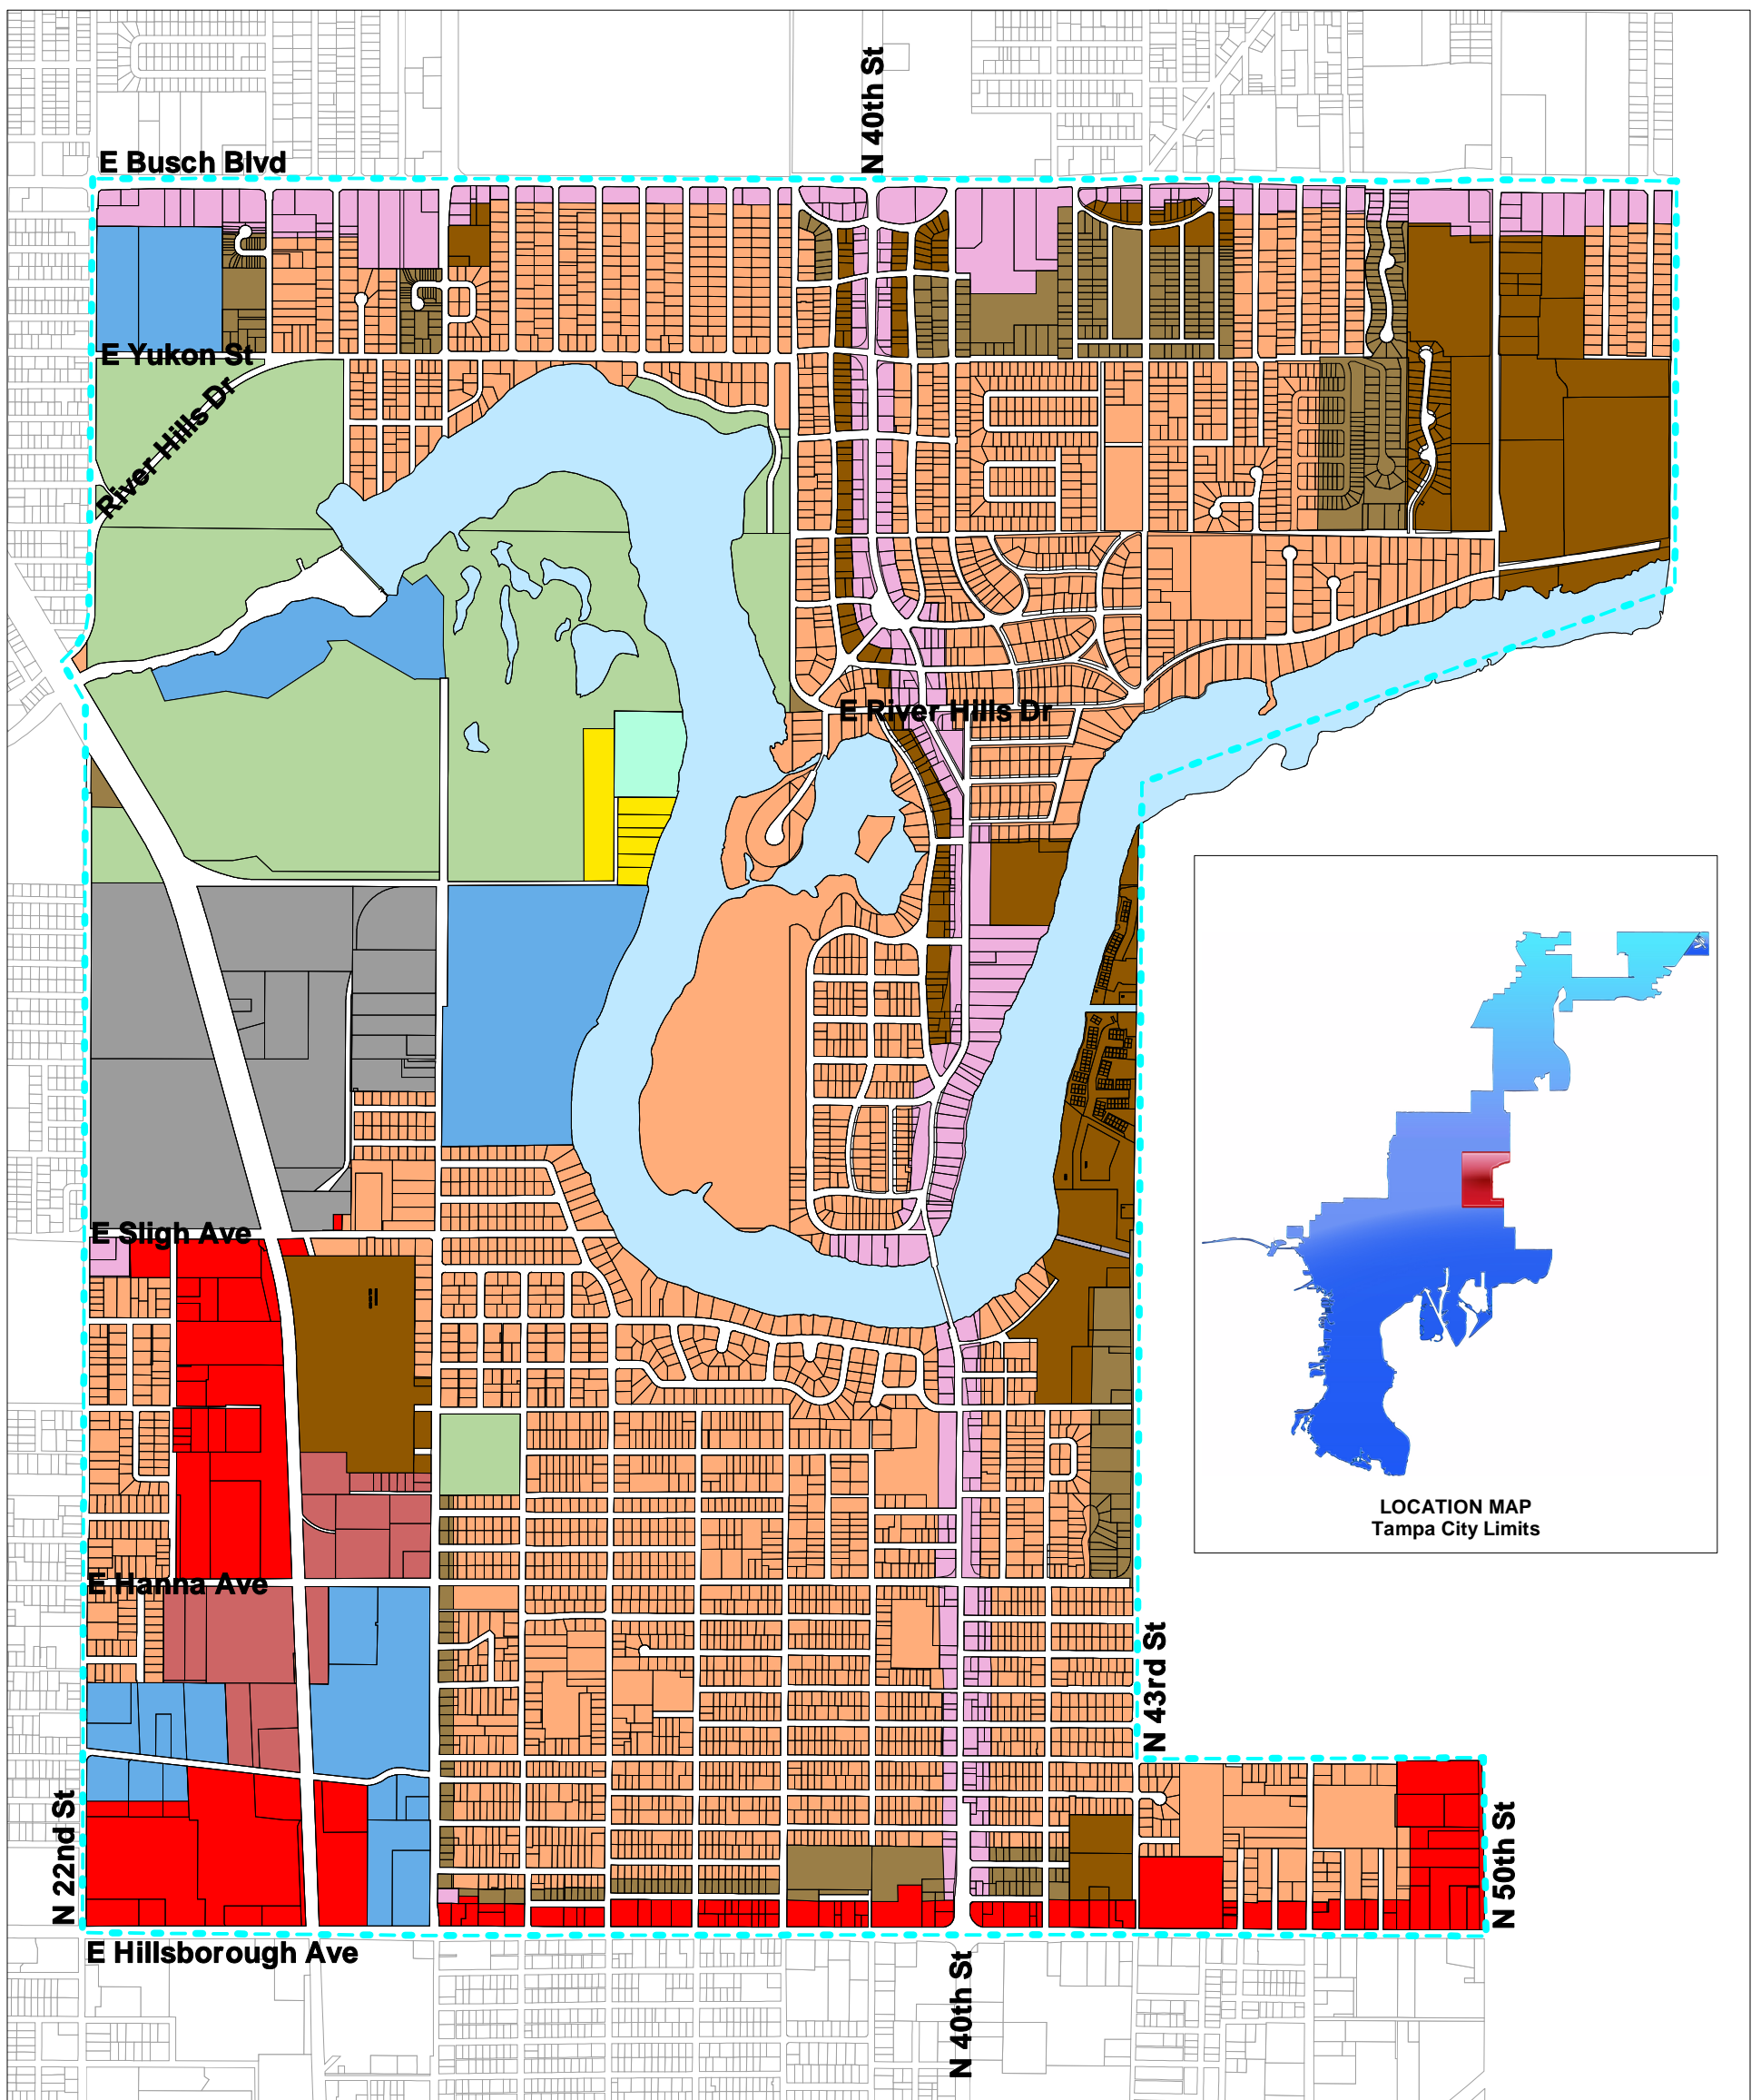 N 40th St
E Busch Blvd
E Yukon St
River Hills Dr
E River Hills Dr
E Sligh Ave
LOCATION MAP
Tampa City Limits
E Hanna Ave
N 43rd St
N 22nd St
N 50th St
E Hillsborough Ave
N 40th St